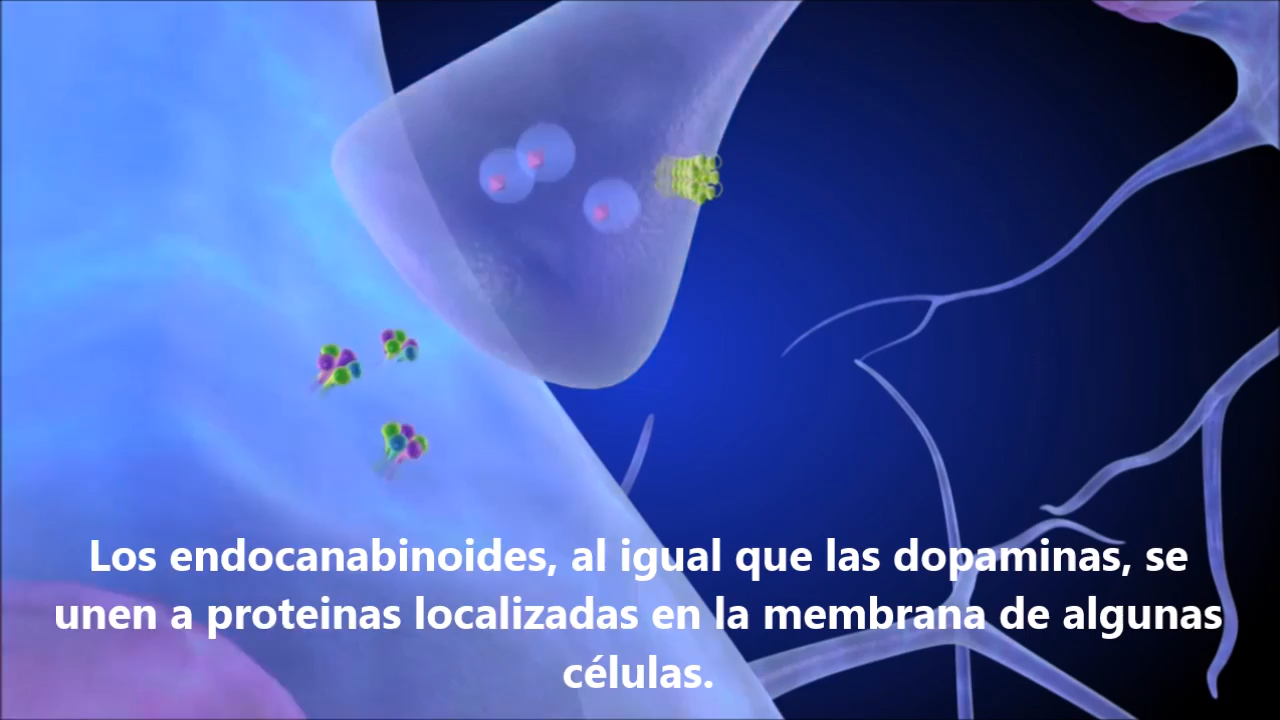 Los endocanabinoides, al igual que las dopaminas, se
unen a proteinas localizadas en la membrana de algunas
células.